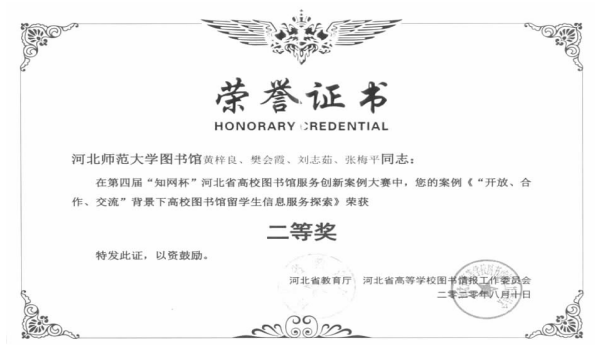 荣誉证书
HONORARY CREDENTIAL
河北师范大学图书馆黄梓良、樊会霞、刘志茹、张梅平同志：
在第四届“知网杯”河北省高校图书馆服务创新案例大赛中，您的案例《“开放、合
作、交流”背景下高校图书馆留学生信息服务探索》荣获
二等奖
特发此证，以资鼓励。
河北省教育厅 河北省高等学校图书情报工作委员会
二零二零年八月十日